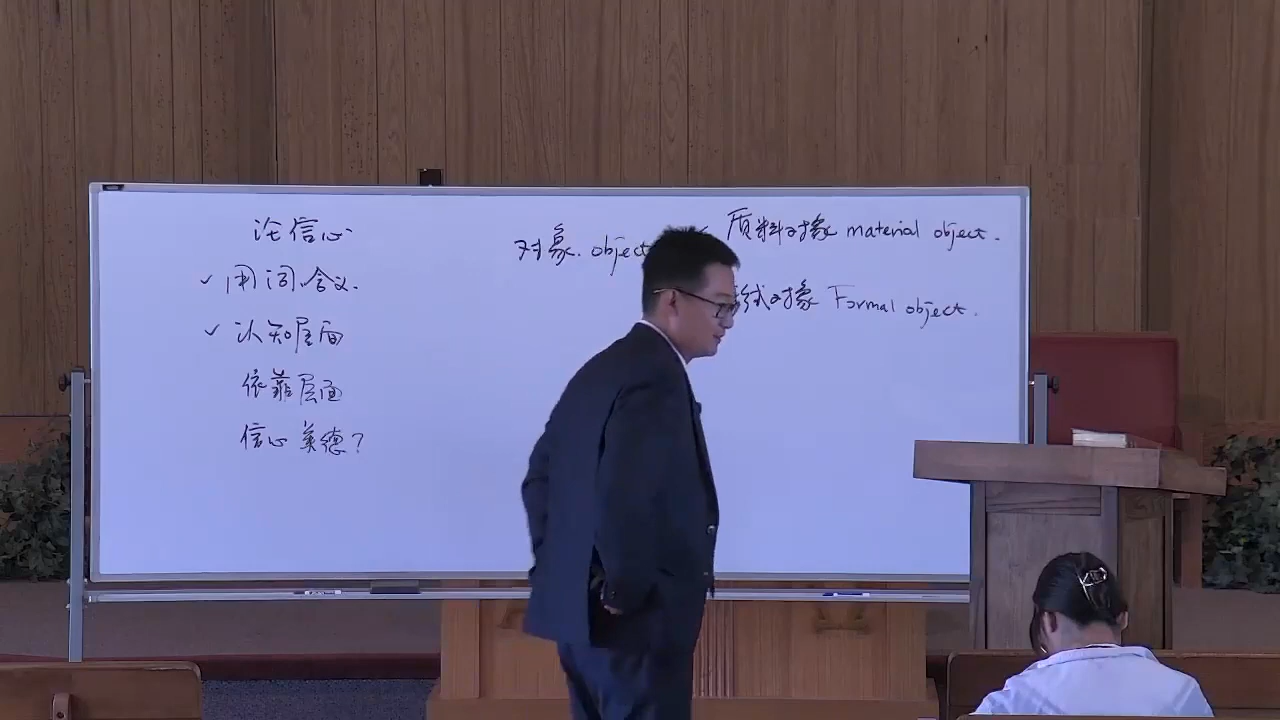 论信心
✓ 用词含义.
✓ 认知层面
依靠层面
信心美德?
对象. object
质料对象 material object.
式对象 Formal object.